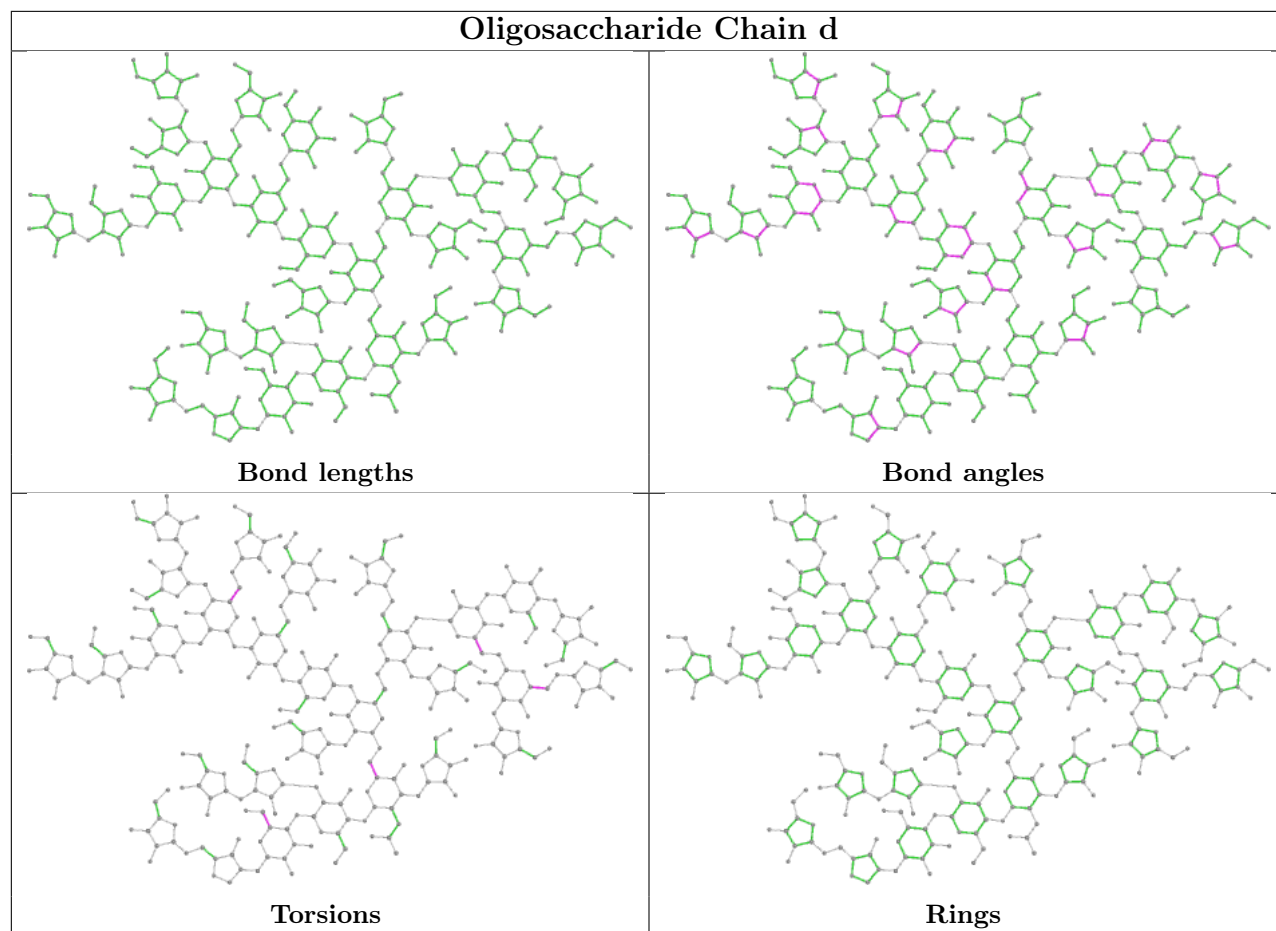 Oligosaccharide Chain d
Bond lengths
Bond angles
Torsions
Rings